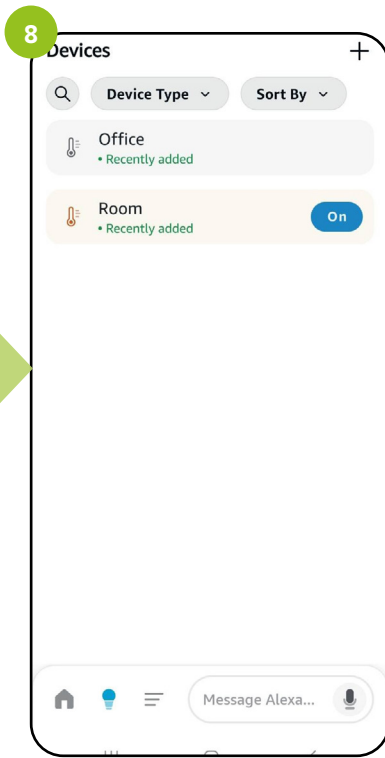 8
Devices
Device Type
Sort By
Office
• Recently added
Room
• Recently added
On
Message Alexa...